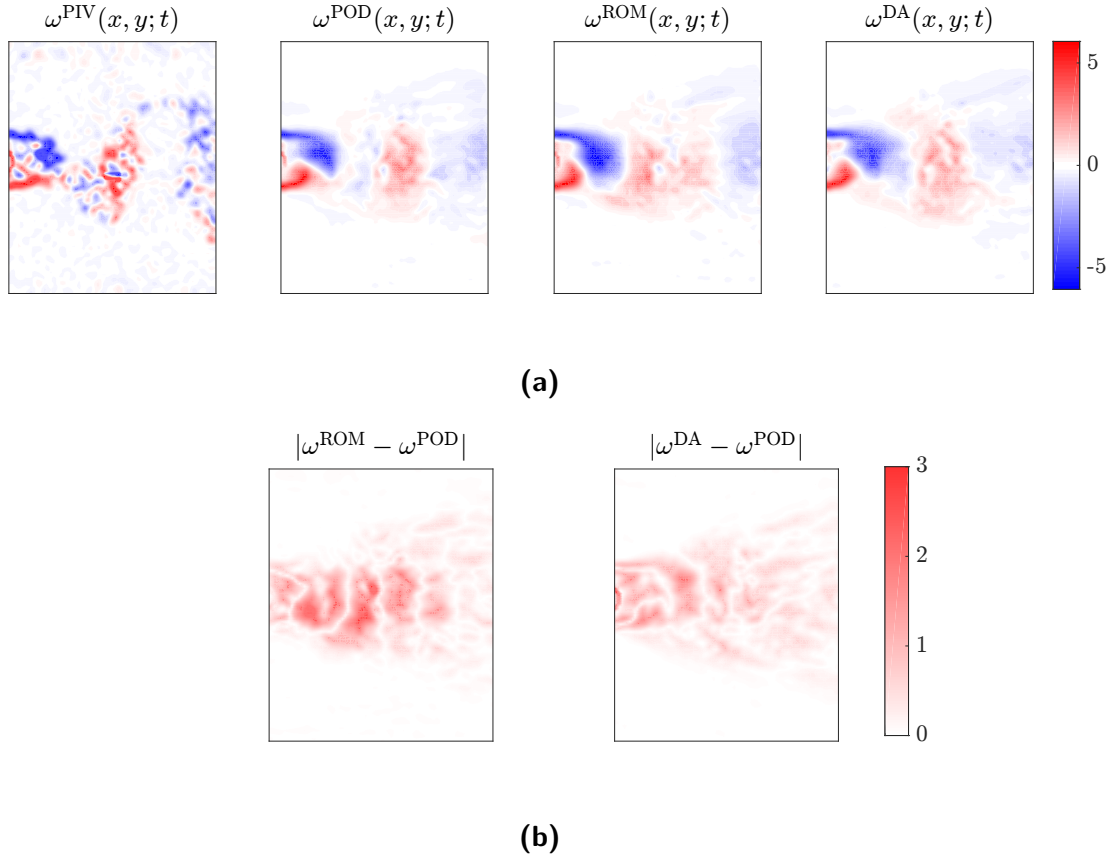 ω^PIV(x, y; t) ω^POD(x, y; t) ω^ROM(x, y; t) ω^DA(x, y; t)
5
0
-5
(a)
|ω^ROM − ω^POD| |ω^DA − ω^POD|
3
2
1
0
(b)